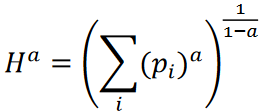 H^a = (∑_i (p_i)^a)^{1/(1-a)}